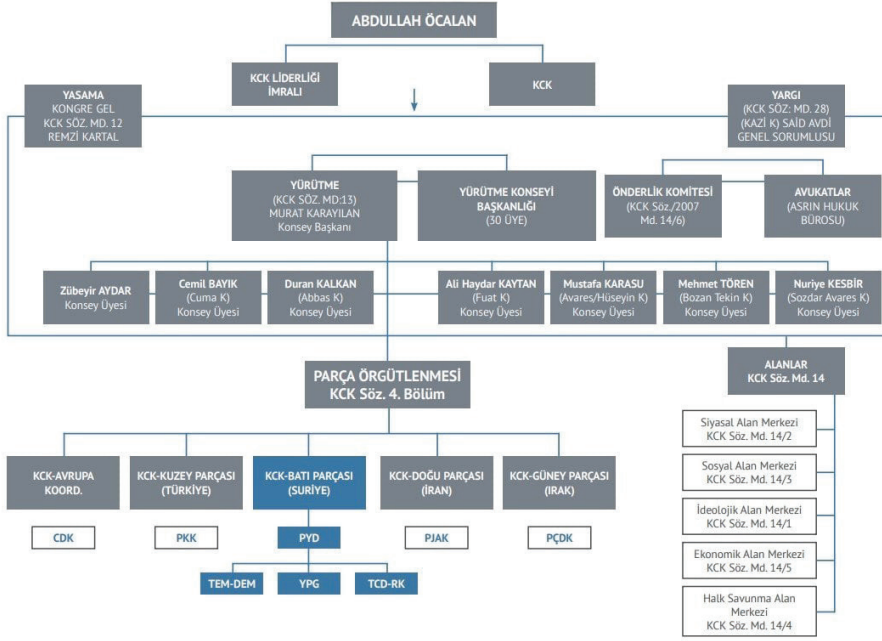 ABDULLAH ÖCALAN
KCK LİDERLİĞİ
İMRALI
KCK
YASAMA
KONGRE GEL
KCK SÖZ. MD. 12
REMZİ KARTAL
YARGI
(KCK SÖZ: MD. 28)
(KAZİ K) SAİD AVDİ
GENEL SORUMLUSU
YÜRÜTME
(KCK SÖZ. MD:13)
MURAT KARAYILAN
Konsey Başkanı
YÜRÜTME KONSEYİ
BAŞKANLIĞI
(30 ÜYE)
ÖNDERLİK KOMİTESİ
(KCK Söz./2007
Md. 14/6)
AVUKATLAR
(ASRIN HUKUK
BÜROSU)
Zübeyir AYDAR
Konsey Üyesi
Cemil BAYIK
(Cuma K)
Konsey Üyesi
Duran KALKAN
(Abbas K)
Konsey Üyesi
Ali Haydar KAYTAN
(Fuat K)
Konsey Üyesi
Mustafa KARASU
(Avares/Hüseyin K)
Konsey Üyesi
Mehmet TÖREN
(Bozan Tekin K)
Konsey Üyesi
Nuriye KESBİR
(Sozdar Avares K)
Konsey Üyesi
PARÇA ÖRGÜTLENMESİ
KCK Söz. 4. Bölüm
ALANLAR
KCK Söz. Md. 14
Siyasal Alan Merkezi
KCK Söz. Md. 14/2
Sosyal Alan Merkezi
KCK Söz. Md. 14/3
İdeolojik Alan Merkezi
KCK Söz. Md. 14/1
Ekonomik Alan Merkezi
KCK Söz. Md. 14/5
Halk Savunma Alan
Merkezi
KCK Söz. Md. 14/4
KCK-AVRUPA
KOORD.
KCK-KUZEY PARÇASI
(TÜRKİYE)
KCK-BATI PARÇASI
(SURİYE)
KCK-DOĞU PARÇASI
(İRAN)
KCK-GÜNEY PARÇASI
(IRAK)
CDK
PKK
PYD
PJAK
PÇDK
TEM-DEM
YPG
TCD-RK